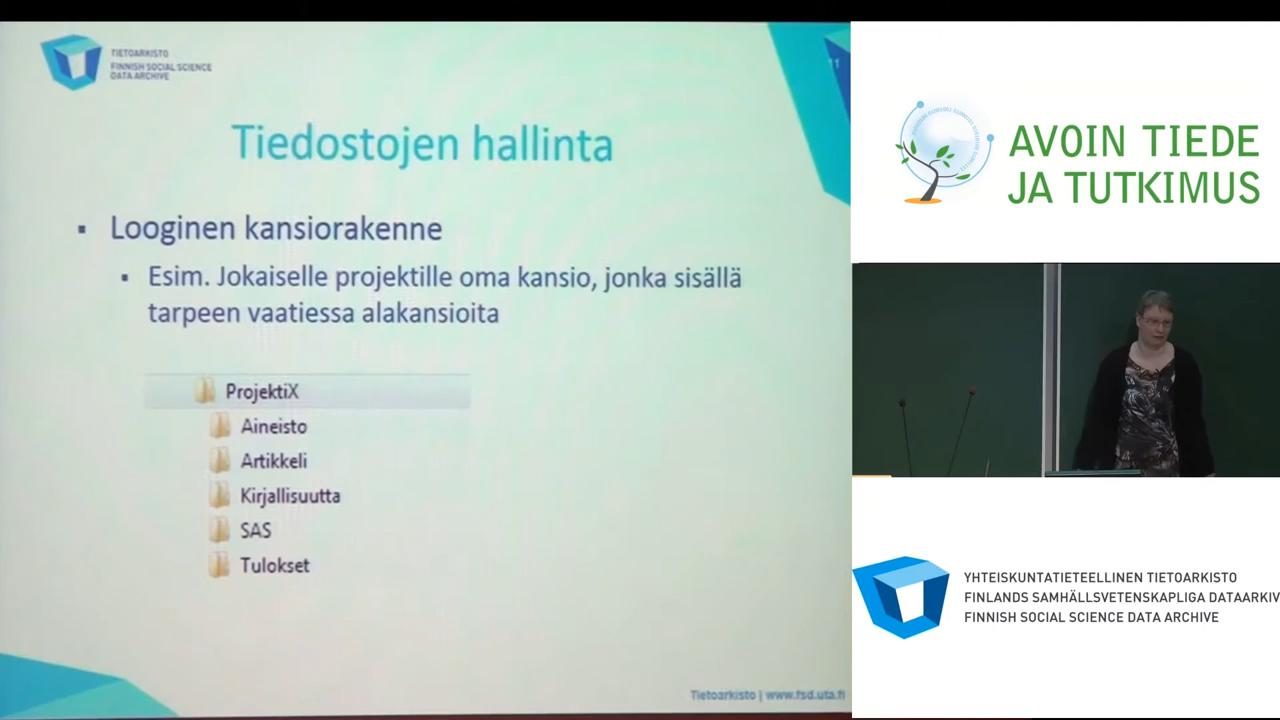 TIETOARKISTO
FINNISH SOCIAL SCIENCE
DATA ARCHIVE
11
Tiedostojen hallinta
▪ Looginen kansiorakenne
▪ Esim. Jokaiselle projektille oma kansio, jonka sisällä
tarpeen vaatiessa alakansioita
ProjektiX
Aineisto
Artikkeli
Kirjallisuutta
SAS
Tulokset
Tietoarkisto | www.fsd.uta.fi
AVOIN TIEDE
JA TUTKIMUS
YHTEISKUNTATIETEELLINEN TIETOARKISTO
FINLANDS SAMHÄLLSVETENSKAPLIGA DATAARKIV
FINNISH SOCIAL SCIENCE DATA ARCHIVE